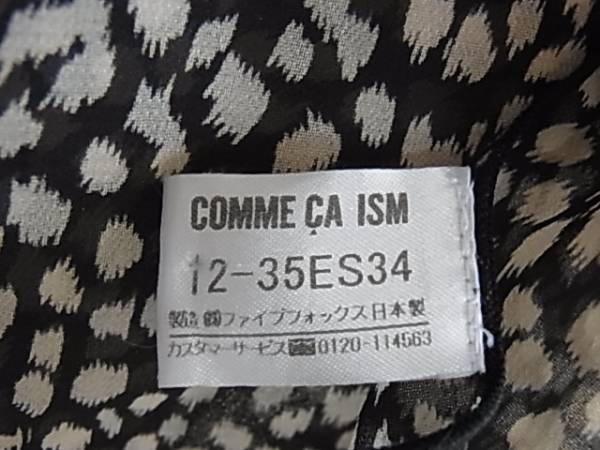 COMME ÇA ISM
12-35ES34
製造 ㈱ファイブフォックス 日本製
カスタマーサービス 0120-114563